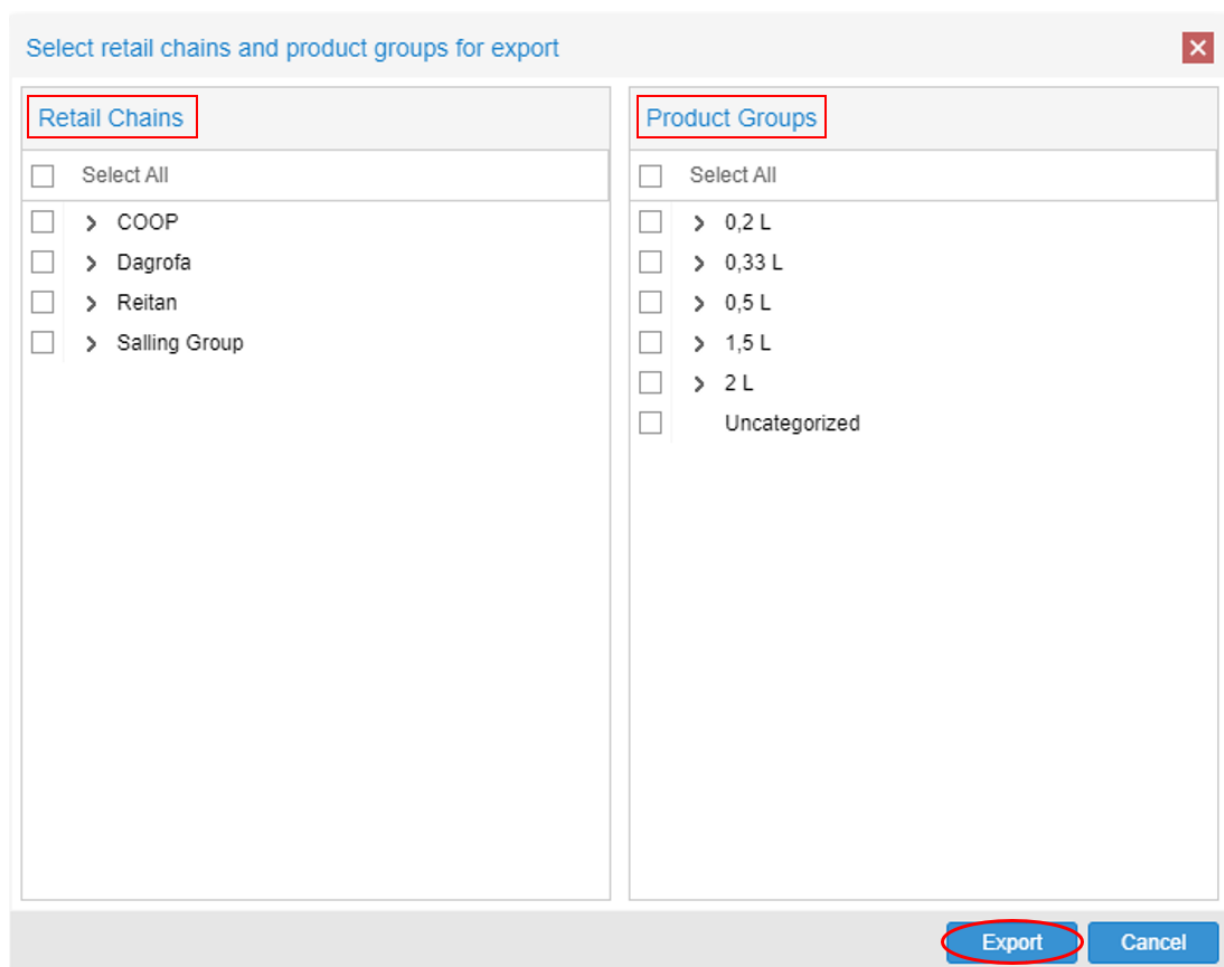 Select retail chains and product groups for export
Retail Chains
Select All
COOP
Dagrofa
Reitan
Salling Group
Product Groups
Select All
0,2 L
0,33 L
0,5 L
1,5 L
2 L
Uncategorized
Export
Cancel